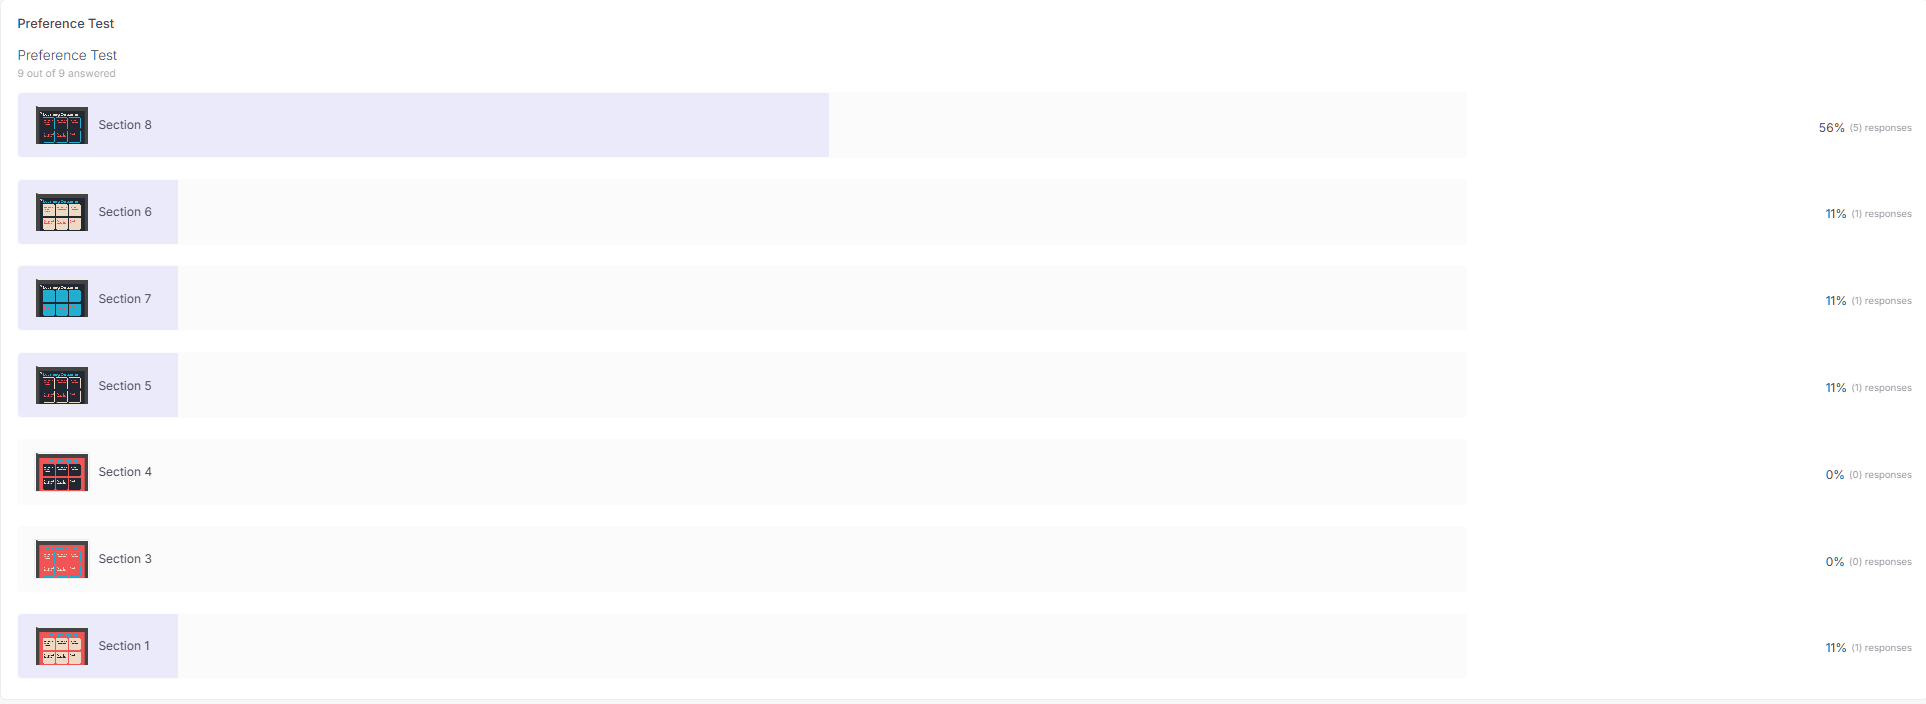 Preference Test
Preference Test
9 out of 9 answered
Section 8
56% (5) responses
Section 6
11% (1) responses
Section 7
11% (1) responses
Section 5
11% (1) responses
Section 4
0% (0) responses
Section 3
0% (0) responses
Section 1
11% (1) responses